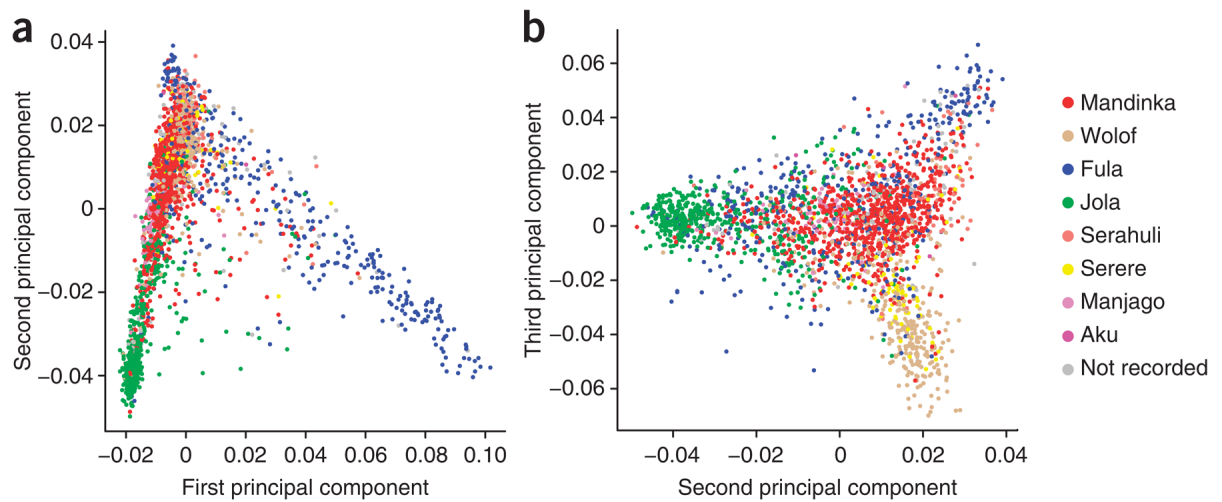 a
0.04
0.02
0
−0.02
−0.04
Second principal component
−0.02 0 0.02 0.04 0.06 0.08 0.10
First principal component
b
0.06
0.04
0.02
0
−0.02
−0.04
−0.06
Third principal component
−0.04 −0.02 0 0.02 0.04
Second principal component
Mandinka
Wolof
Fula
Jola
Serahuli
Serere
Manjago
Aku
Not recorded